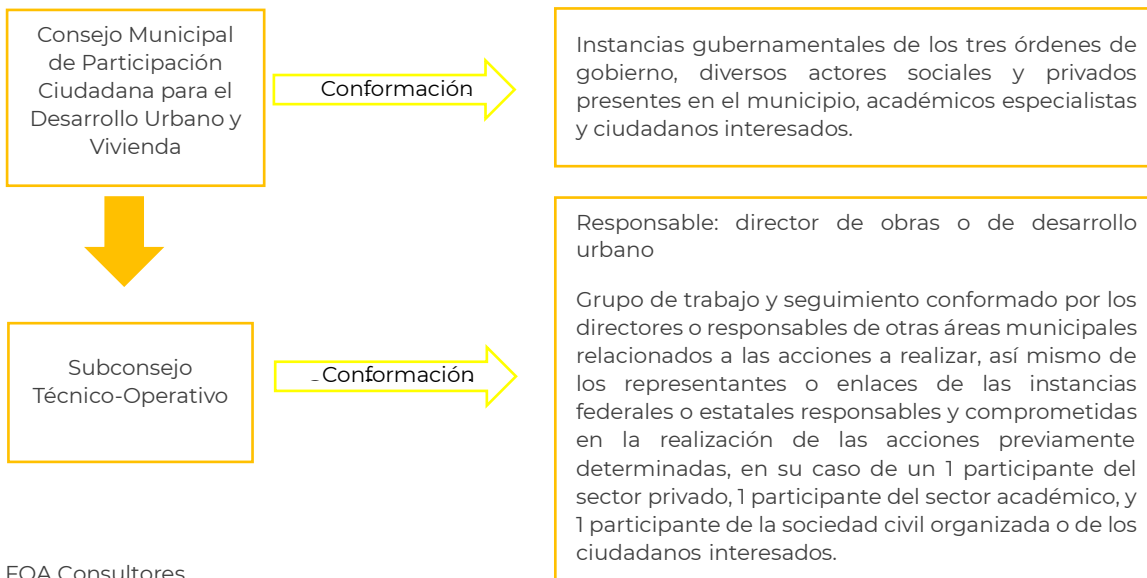 Consejo Municipal
de Participación
Ciudadana para el
Desarrollo Urbano y
Vivienda
Conformación
Instancias gubernamentales de los tres órdenes de
gobierno, diversos actores sociales y privados
presentes en el municipio, académicos especialistas
y ciudadanos interesados.
Subconsejo
Técnico-Operativo
Conformación
Responsable: director de obras o de desarrollo
urbano
Grupo de trabajo y seguimiento conformado por los
directores o responsables de otras áreas municipales
relacionados a las acciones a realizar, así mismo de
los representantes o enlaces de las instancias
federales o estatales responsables y comprometidas
en la realización de las acciones previamente
determinadas, en su caso de un 1 participante del
sector privado, 1 participante del sector académico, y
1 participante de la sociedad civil organizada o de los
ciudadanos interesados.
FOA Consultores